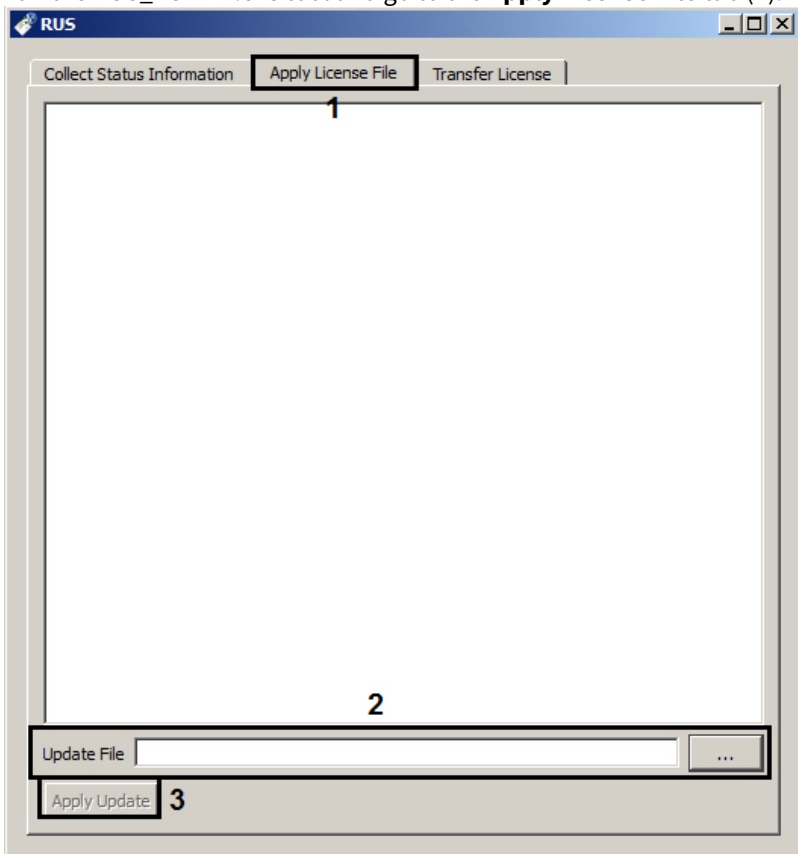 RUS
Collect Status Information Apply License File Transfer License
1
2
Update File ...
Apply Update 3